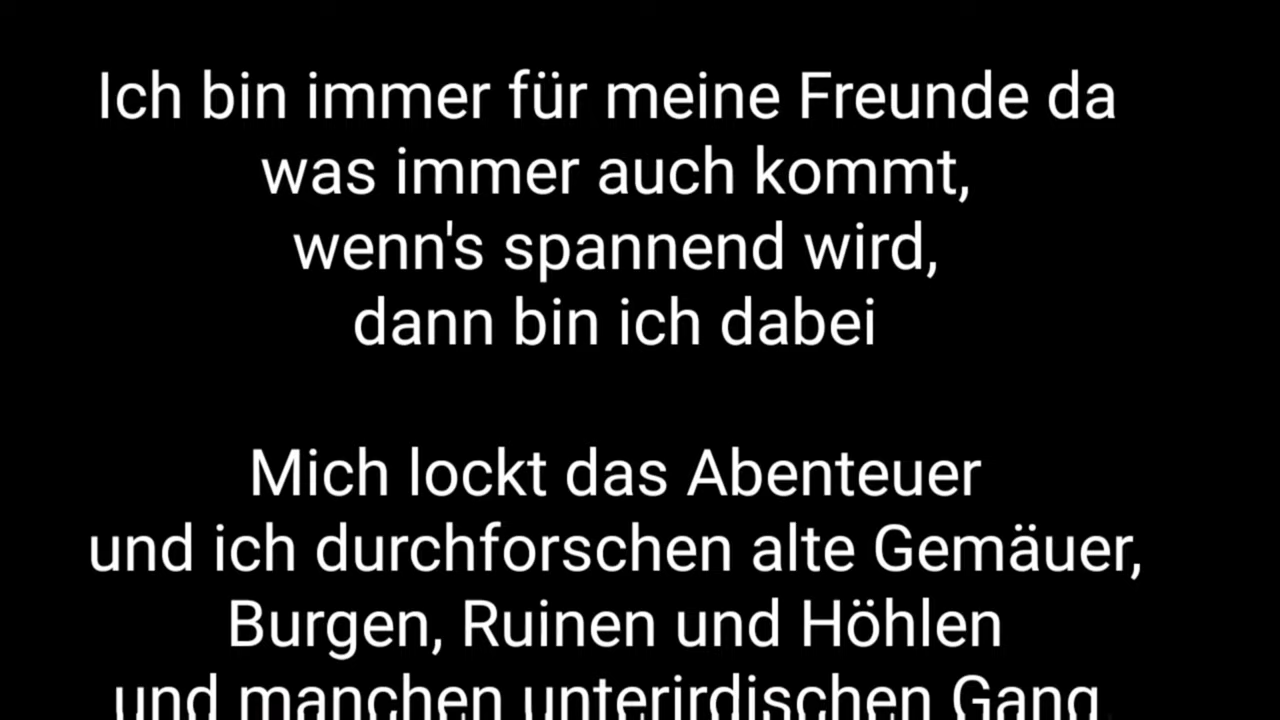 Ich bin immer für meine Freunde da
was immer auch kommt,
wenn's spannend wird,
dann bin ich dabei
Mich lockt das Abenteuer
und ich durchforschen alte Gemäuer,
Burgen, Ruinen und Höhlen
und manchen unterirdischen Gang.